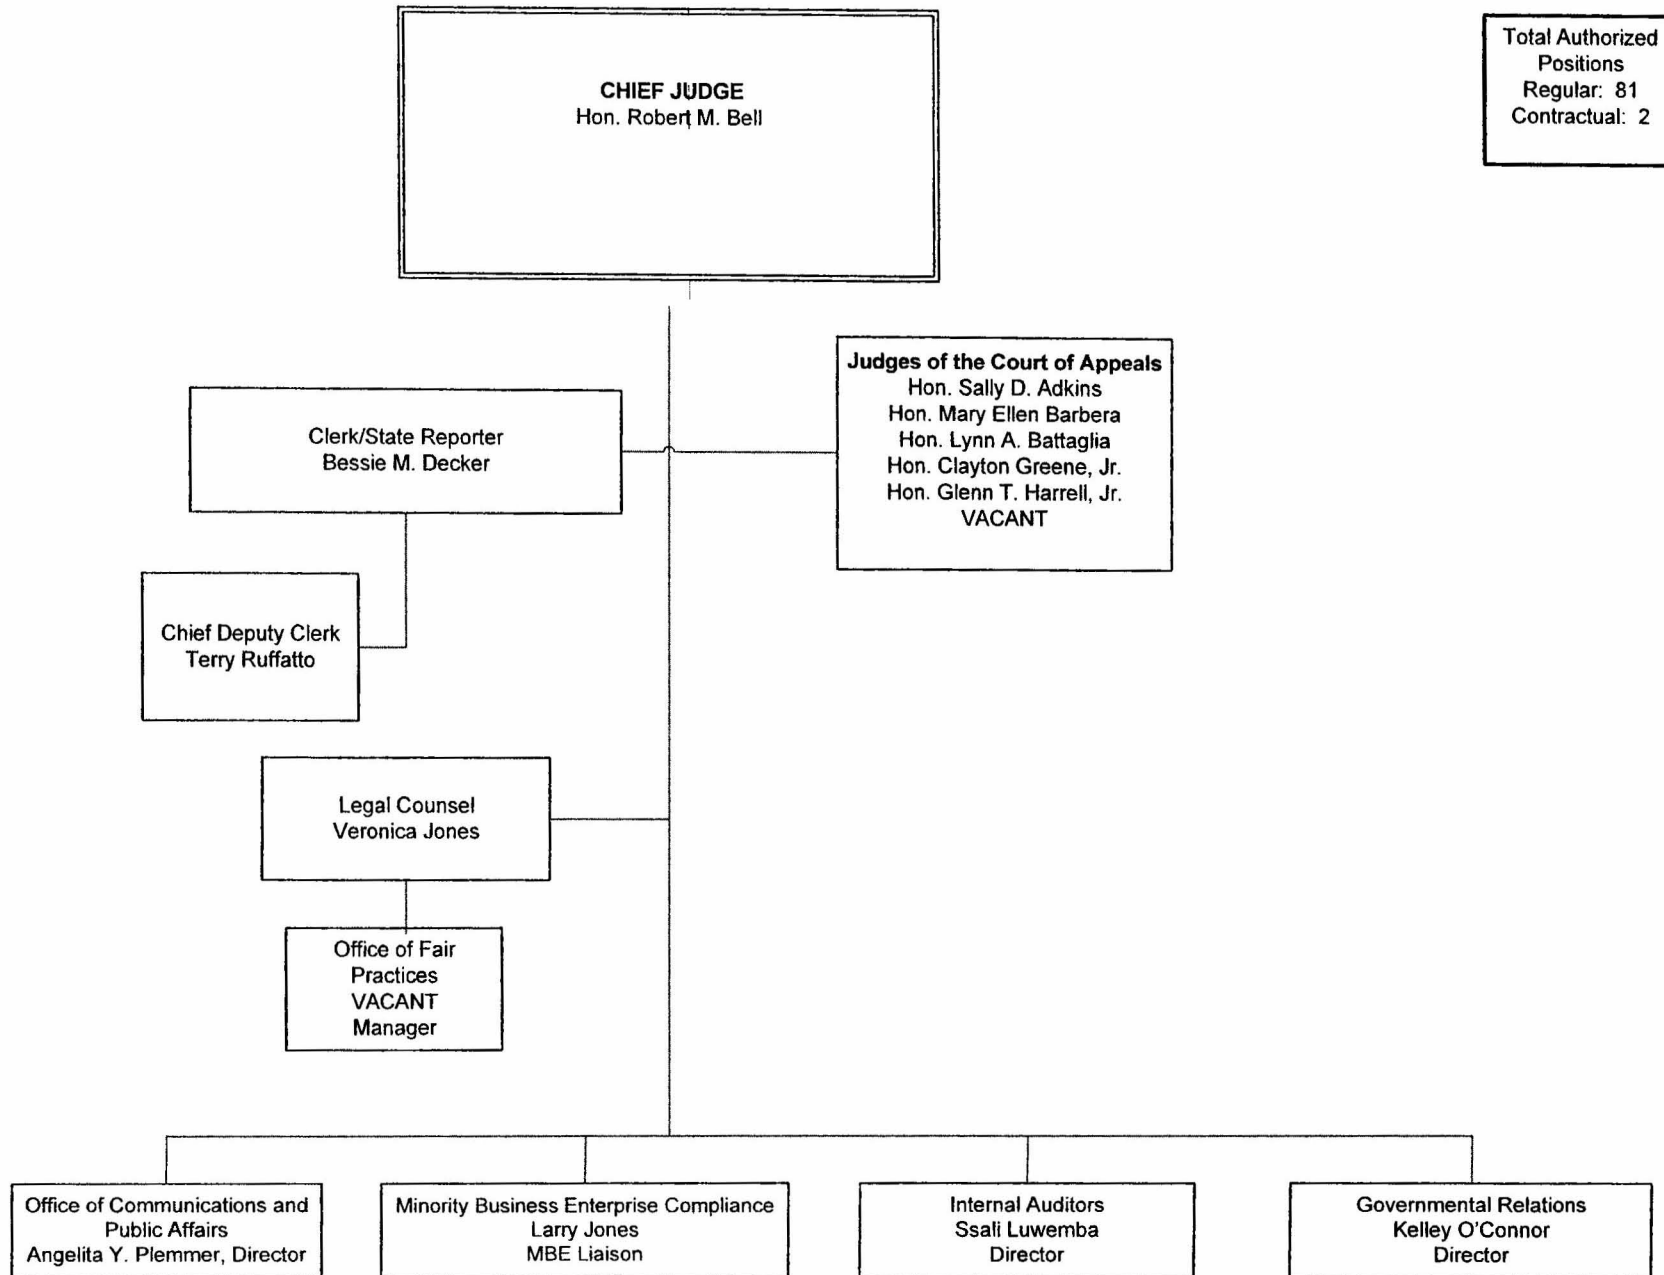 CHIEF JUDGE
Hon. Robert M. Bell
Total Authorized
Positions
Regular: 81
Contractual: 2
Judges of the Court of Appeals
Hon. Sally D. Adkins
Hon. Mary Ellen Barbera
Hon. Lynn A. Battaglia
Hon. Clayton Greene, Jr.
Hon. Glenn T. Harrell, Jr.
VACANT
Clerk/State Reporter
Bessie M. Decker
Chief Deputy Clerk
Terry Ruffatto
Legal Counsel
Veronica Jones
Office of Fair
Practices
VACANT
Manager
Office of Communications and
Public Affairs
Angelita Y. Plemmer, Director
Minority Business Enterprise Compliance
Larry Jones
MBE Liaison
Internal Auditors
Ssali Luwemba
Director
Governmental Relations
Kelley O'Connor
Director